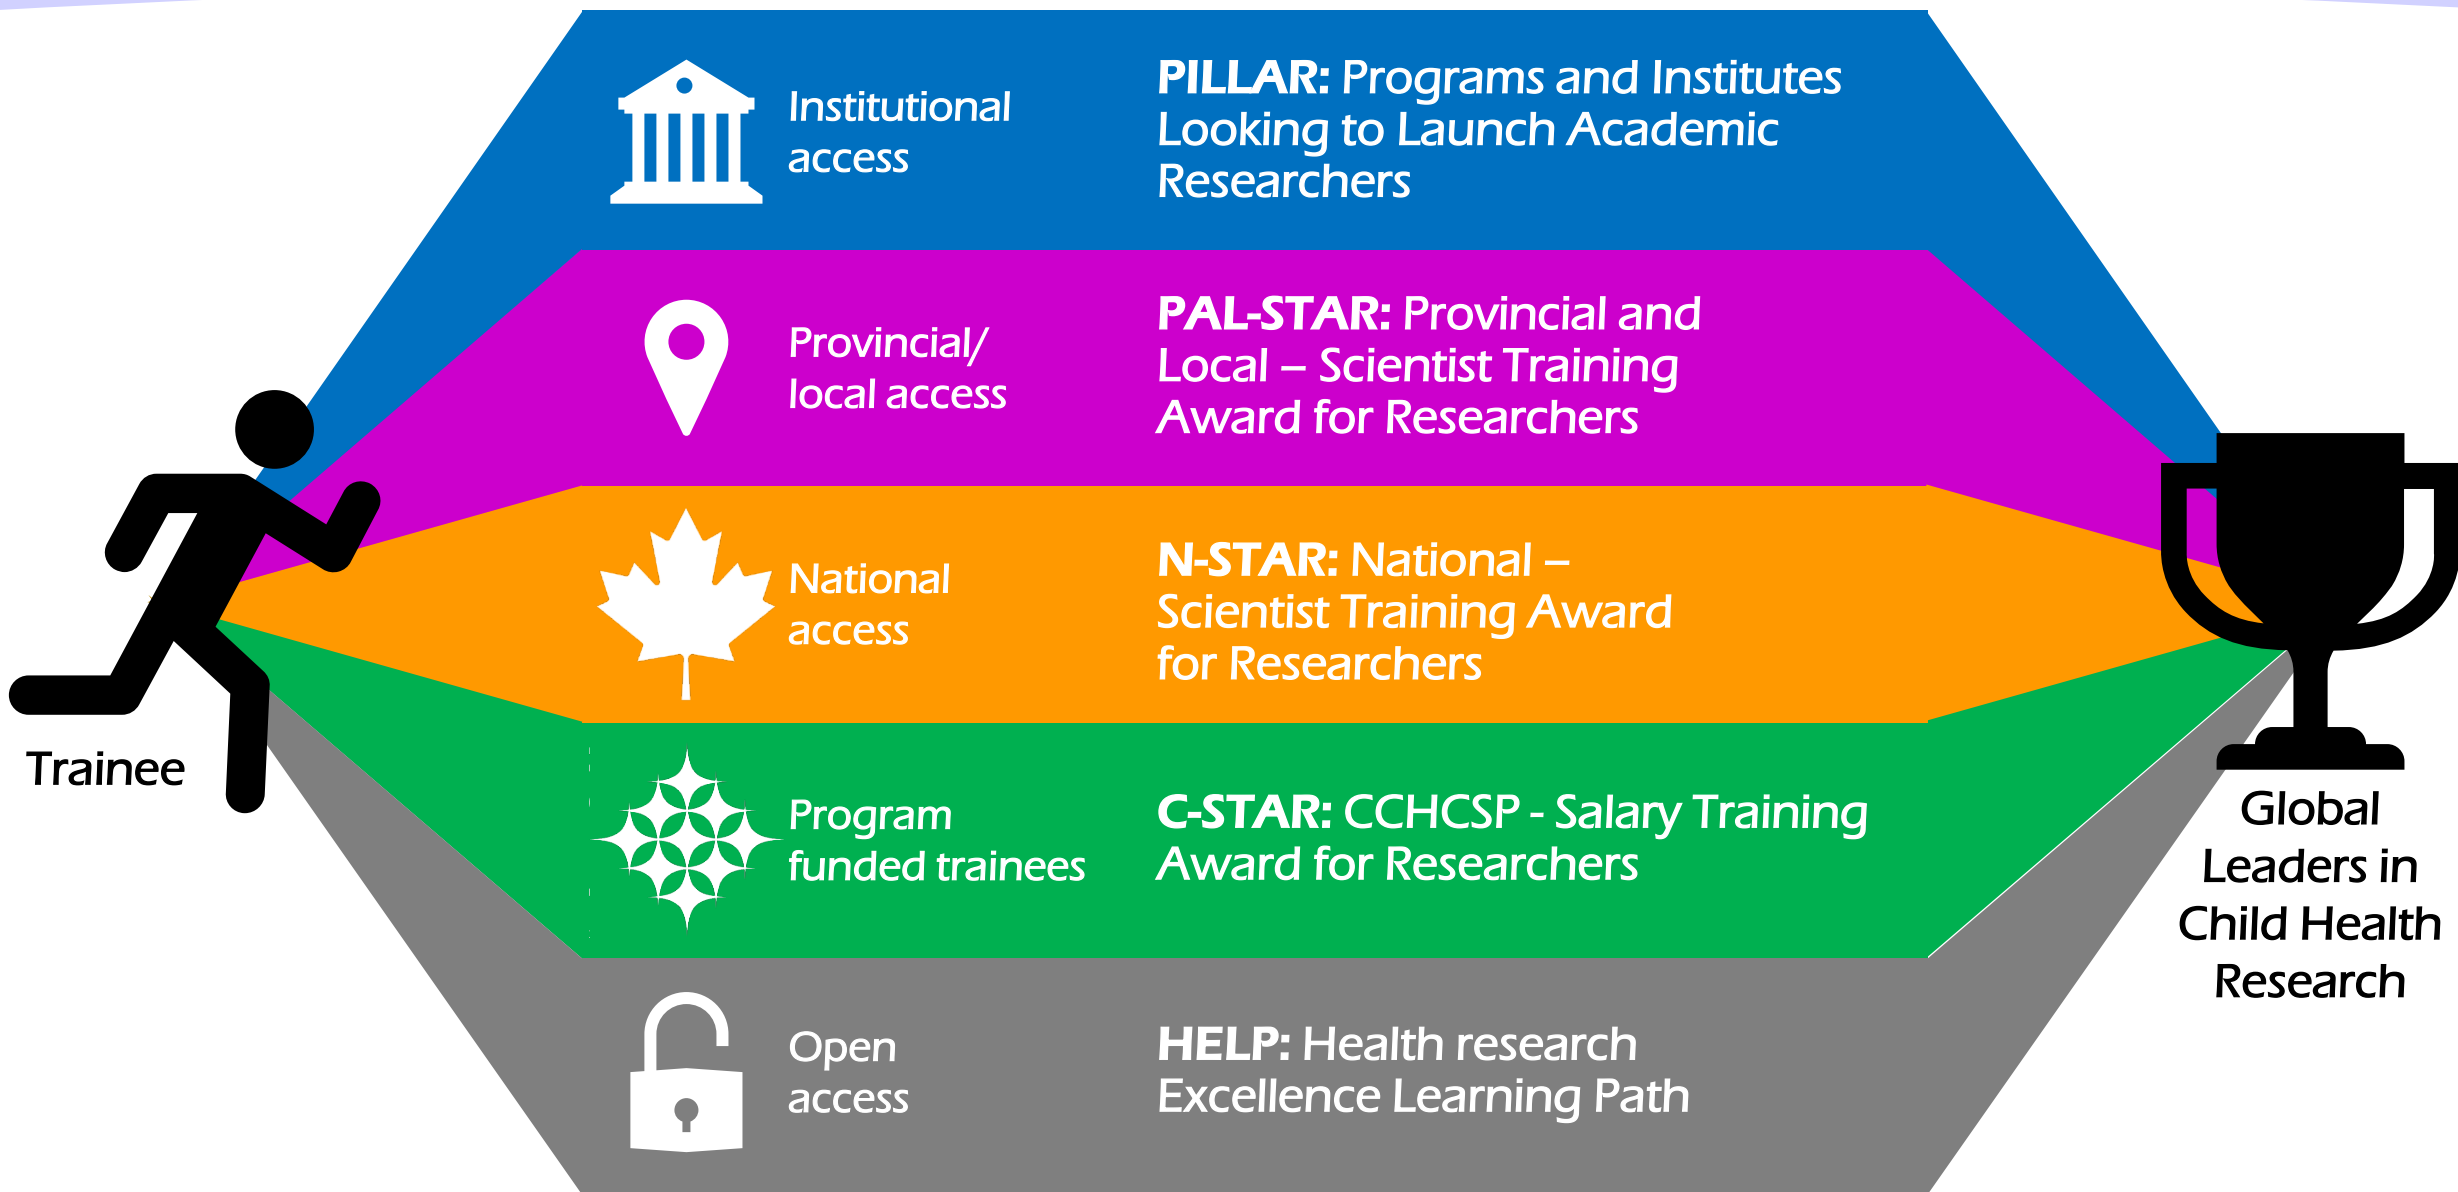 Institutional
access
PILLAR: Programs and Institutes
Looking to Launch Academic
Researchers
Provincial/
local access
PAL-STAR: Provincial and
Local – Scientist Training
Award for Researchers
National
access
N-STAR: National –
Scientist Training Award
for Researchers
Trainee
Program
funded trainees
C-STAR: CCHCSP - Salary Training
Award for Researchers
Global
Leaders in
Child Health
Research
Open
access
HELP: Health research
Excellence Learning Path